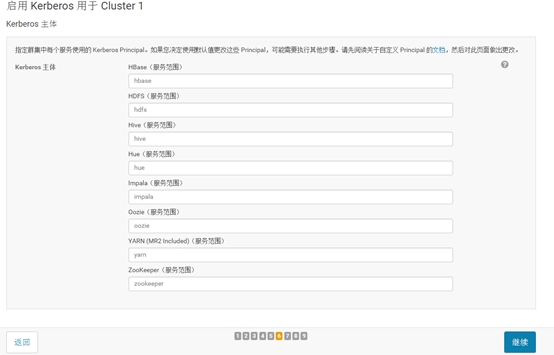 启用 Kerberos 用于 Cluster 1
Kerberos 主体
指定群集中每个服务使用的 Kerberos Principal。如果您决定使用默认值更改这些 Principal，可能需要执行其他步骤。请先阅读关于自定义 Principal 的文档，然后对此页面做出更改。
Kerberos 主体
HBase（服务范围）
hbase
HDFS（服务范围）
hdfs
Hive（服务范围）
hive
Hue（服务范围）
hue
Impala（服务范围）
impala
Oozie（服务范围）
oozie
YARN (MR2 Included)（服务范围）
yarn
ZooKeeper（服务范围）
zookeeper
返回 1 2 3 4 5 6 7 8 9 继续